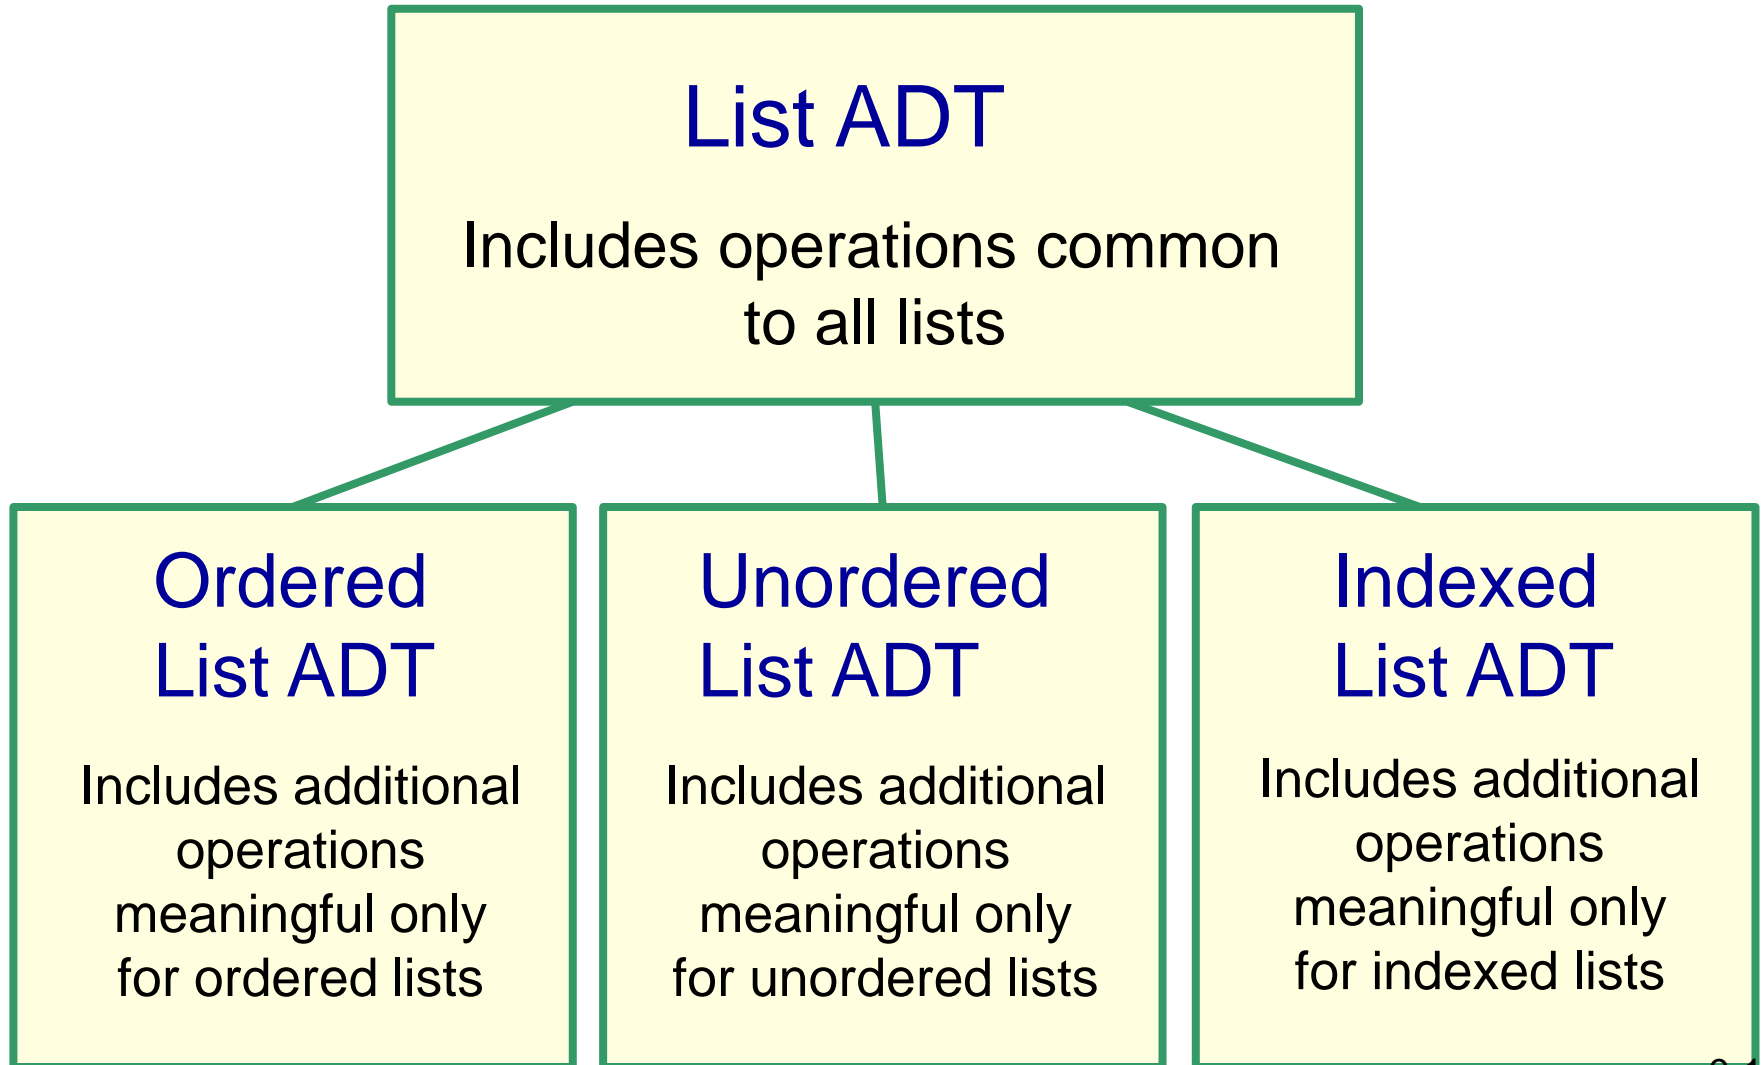 List ADT
Includes operations common
to all lists
Ordered
List ADT
Includes additional
operations
meaningful only
for ordered lists
Unordered
List ADT
Includes additional
operations
meaningful only
for unordered lists
Indexed
List ADT
Includes additional
operations
meaningful only
for indexed lists